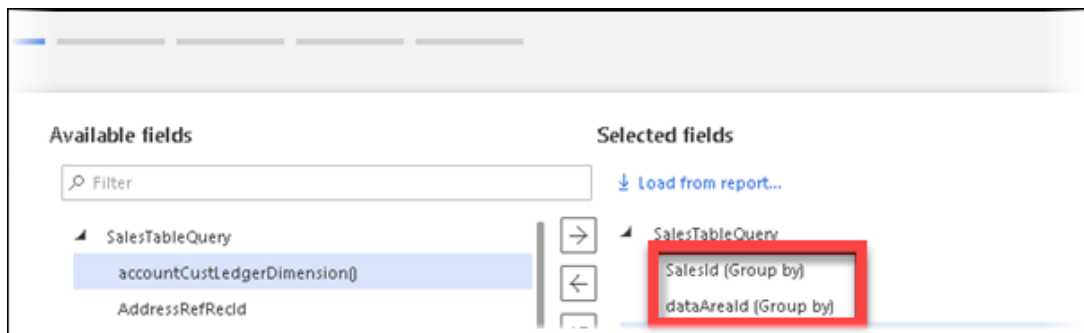 Available fields
Selected fields
Filter
Load from report...
SalesTableQuery
SalesTableQuery
accountCustLedgerDimension()
SalesId (Group by)
AddressRefRecId
dataAreaId (Group by)